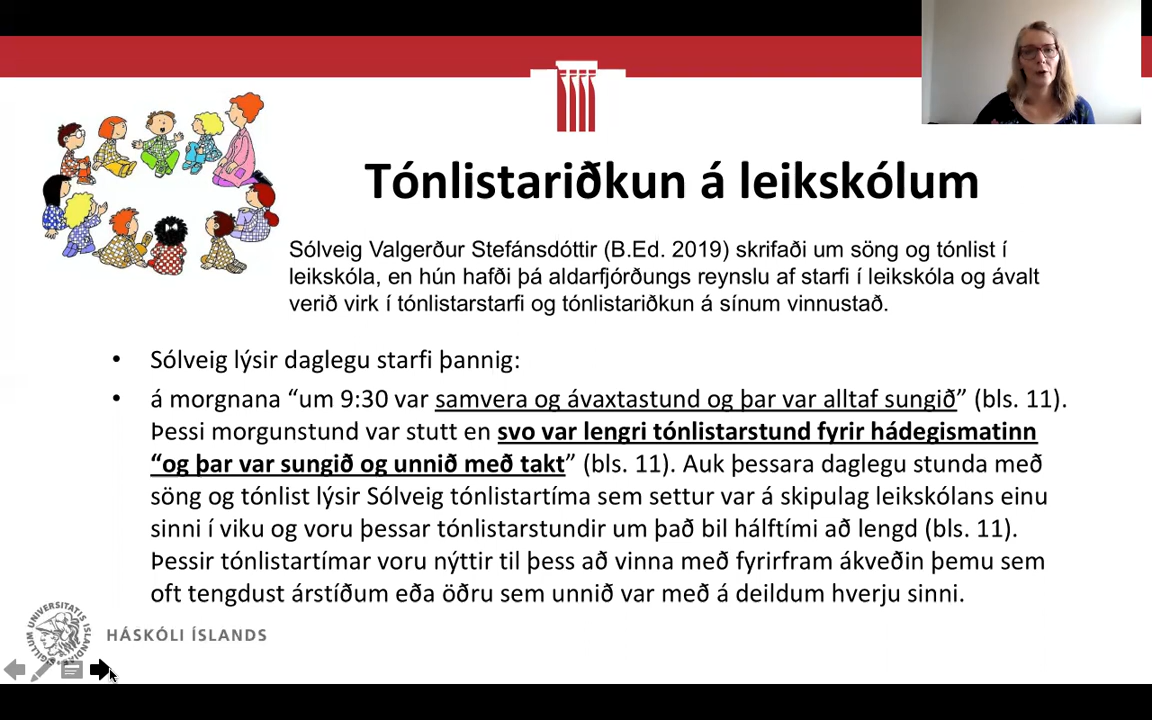 Tónlistariðkun á leikskólum
Sólveig Valgerður Stefánsdóttir (B.Ed. 2019) skrifaði um söng og tónlist í
leikskóla, en hún hafði þá aldarfjórðungs reynslu af starfi í leikskóla og ávalt
verið virk í tónlistarstarfi og tónlistariðkun á sínum vinnustað.
• Sólveig lýsir daglegu starfi þannig:
• á morgnana “um 9:30 var samvera og ávaxtastund og þar var alltaf sungið” (bls. 11).
Þessi morgunstund var stutt en svo var lengri tónlistarstund fyrir hádegismatinn
“og þar var sungið og unnið með takt” (bls. 11). Auk þessara daglegu stunda með
söng og tónlist lýsir Sólveig tónlistartíma sem settur var á skipulag leikskólans einu
sinni í viku og voru þessar tónlistarstundir um það bil hálftími að lengd (bls. 11).
Þessir tónlistartímar voru nýttir til þess að vinna með fyrirfram ákveðin þemu sem
oft tengdust árstíðum eða öðru sem unnið var með á deildum hverju sinni.
HÁSKÓLI ÍSLANDS